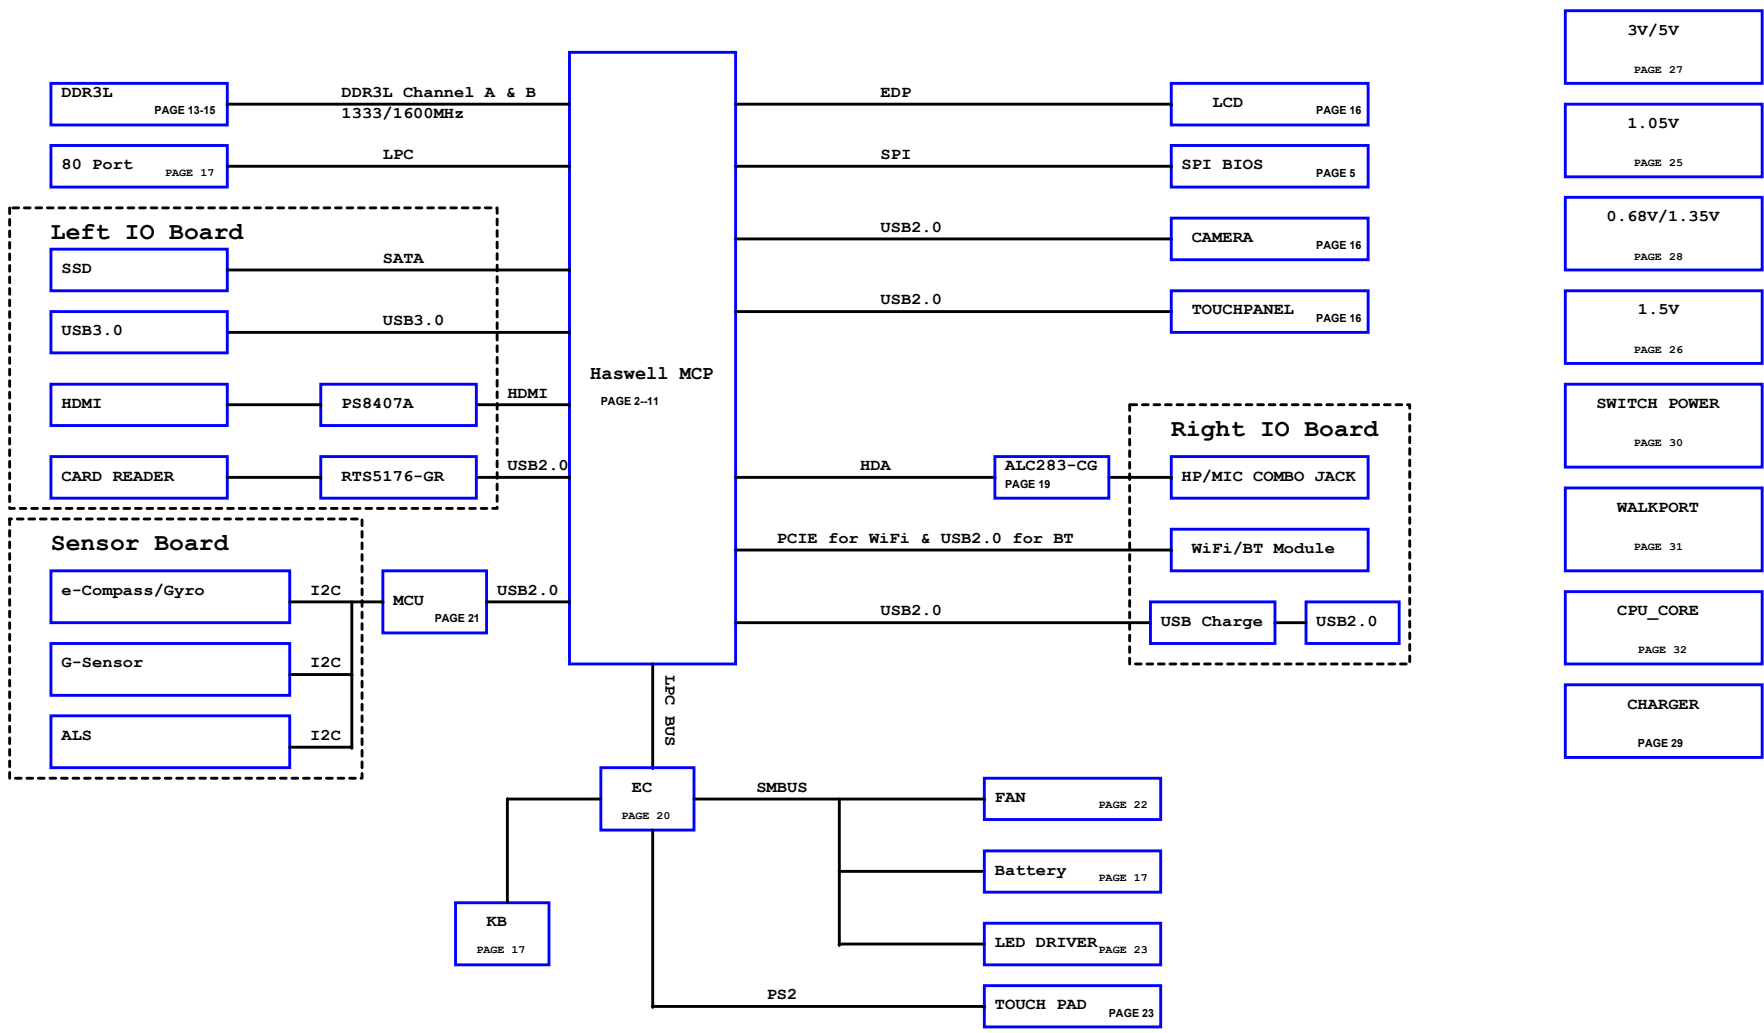 DDR3L
PAGE 13-15
DDR3L Channel A & B
1333/1600MHz
80 Port
PAGE 17
LPC
Left IO Board
SSD
SATA
USB3.0
USB3.0
HDMI
PS8407A
HDMI
CARD READER
RTS5176-GR
USB2.0
Sensor Board
e-Compass/Gyro
I2C
MCU
PAGE 21
USB2.0
G-Sensor
I2C
ALS
I2C
Haswell MCP
PAGE 2--11
EDP
LCD
PAGE 16
SPI
SPI BIOS
PAGE 5
USB2.0
CAMERA
PAGE 16
USB2.0
TOUCHPANEL
PAGE 16
Right IO Board
HDA
ALC283-CG
PAGE 19
HP/MIC COMBO JACK
PCIE for WiFi & USB2.0 for BT
WiFi/BT Module
USB2.0
USB Charge
USB2.0
LPC BUS
EC
PAGE 20
SMBUS
FAN
PAGE 22
Battery
PAGE 17
LED DRIVER
PAGE 23
KB
PAGE 17
PS2
TOUCH PAD
PAGE 23
3V/5V
PAGE 27
1.05V
PAGE 25
0.68V/1.35V
PAGE 28
1.5V
PAGE 26
SWITCH POWER
PAGE 30
WALKPORT
PAGE 31
CPU_CORE
PAGE 32
CHARGER
PAGE 29